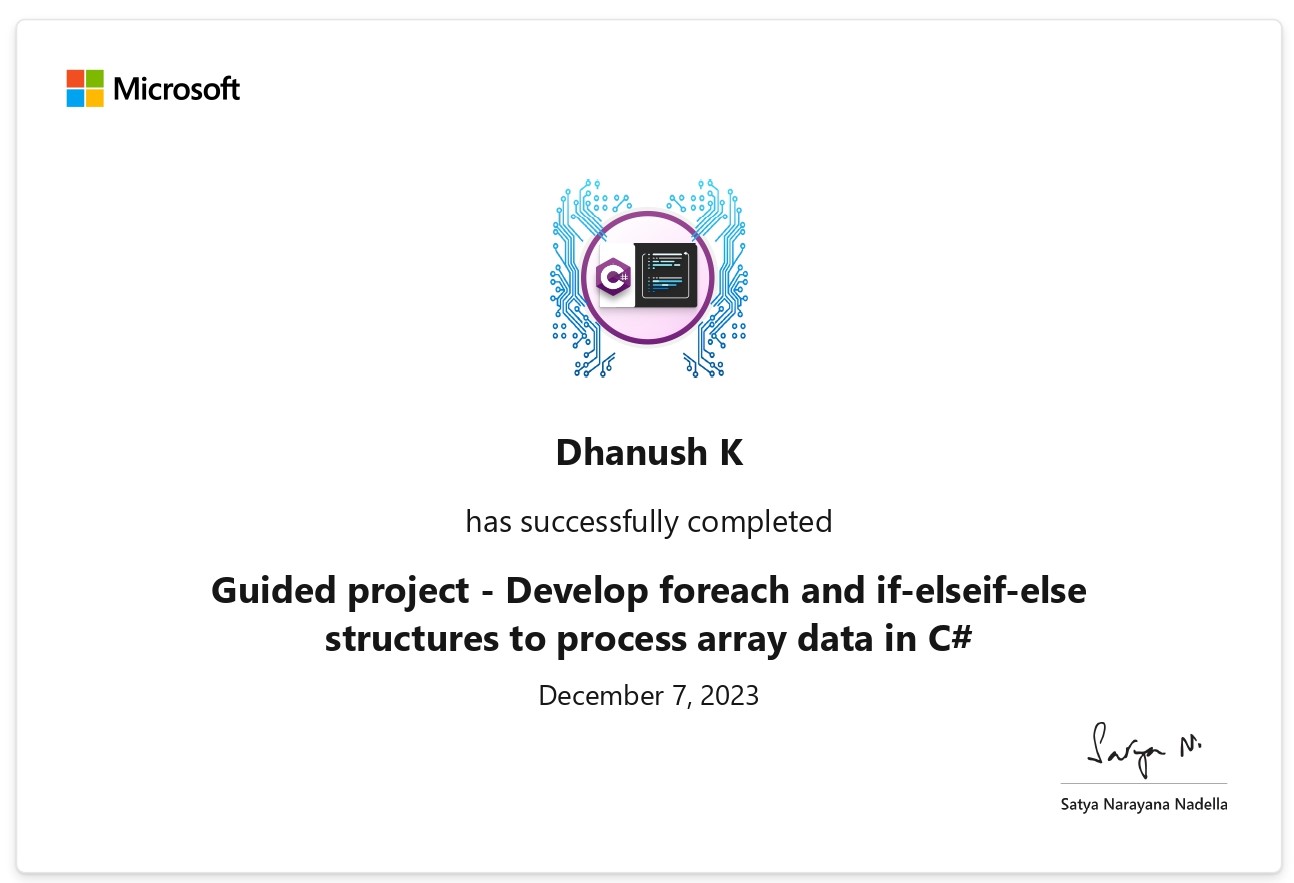 Microsoft
Dhanush K
has successfully completed
Guided project - Develop foreach and if-elseif-else
structures to process array data in C#
December 7, 2023
Satya N.
Satya Narayana Nadella